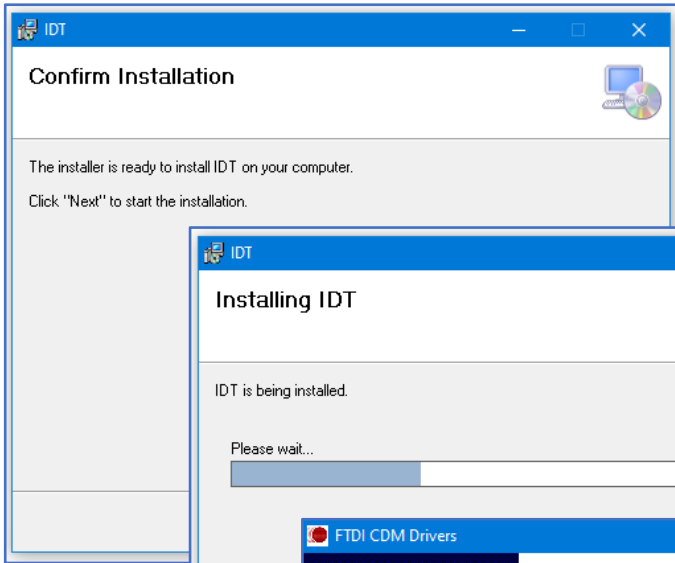 IDT
Confirm Installation
The installer is ready to install IDT on your computer.
Click "Next" to start the installation.
IDT
Installing IDT
IDT is being installed.
Please wait...
FTDI CDM Drivers